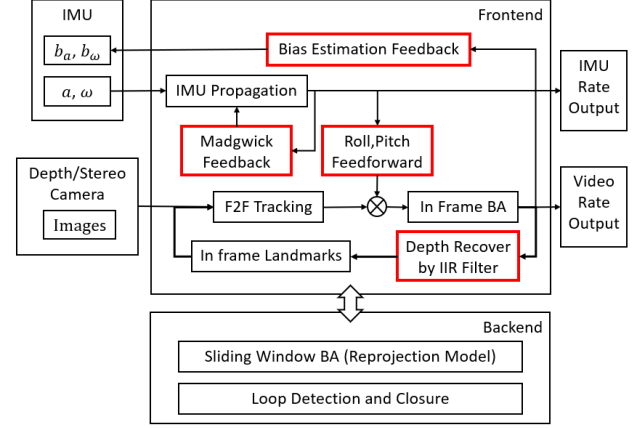 IMU
bₐ, b_ω
a, ω
Frontend
Bias Estimation Feedback
IMU Propagation
Madgwick
Feedback
Roll,Pitch
Feedforward
IMU
Rate
Output
Depth/Stereo
Camera
Images
F2F Tracking
In Frame BA
Video
Rate
Output
In frame Landmarks
Depth Recover
by IIR Filter
Backend
Sliding Window BA (Reprojection Model)
Loop Detection and Closure